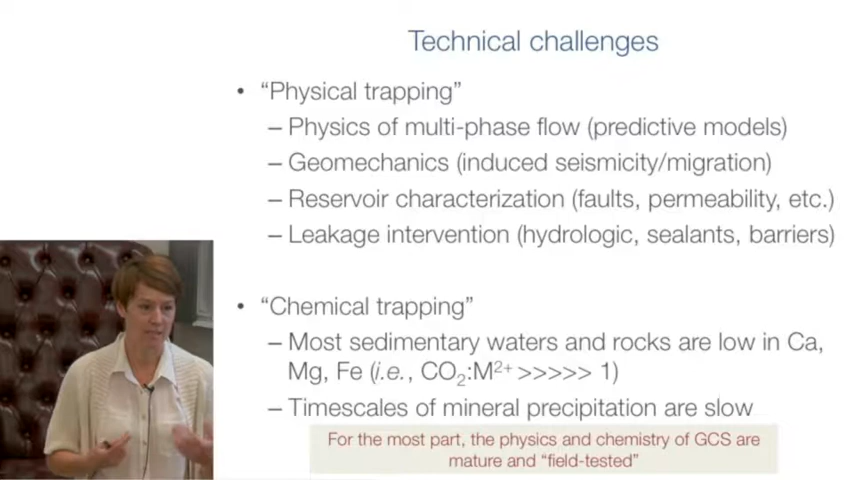 Technical challenges
• “Physical trapping”
– Physics of multi-phase flow (predictive models)
– Geomechanics (induced seismicity/migration)
– Reservoir characterization (faults, permeability, etc.)
– Leakage intervention (hydrologic, sealants, barriers)
• “Chemical trapping”
– Most sedimentary waters and rocks are low in Ca,
Mg, Fe (i.e., CO₂:M²⁺ >>>>> 1)
– Timescales of mineral precipitation are slow
For the most part, the physics and chemistry of GCS are
mature and “field-tested”